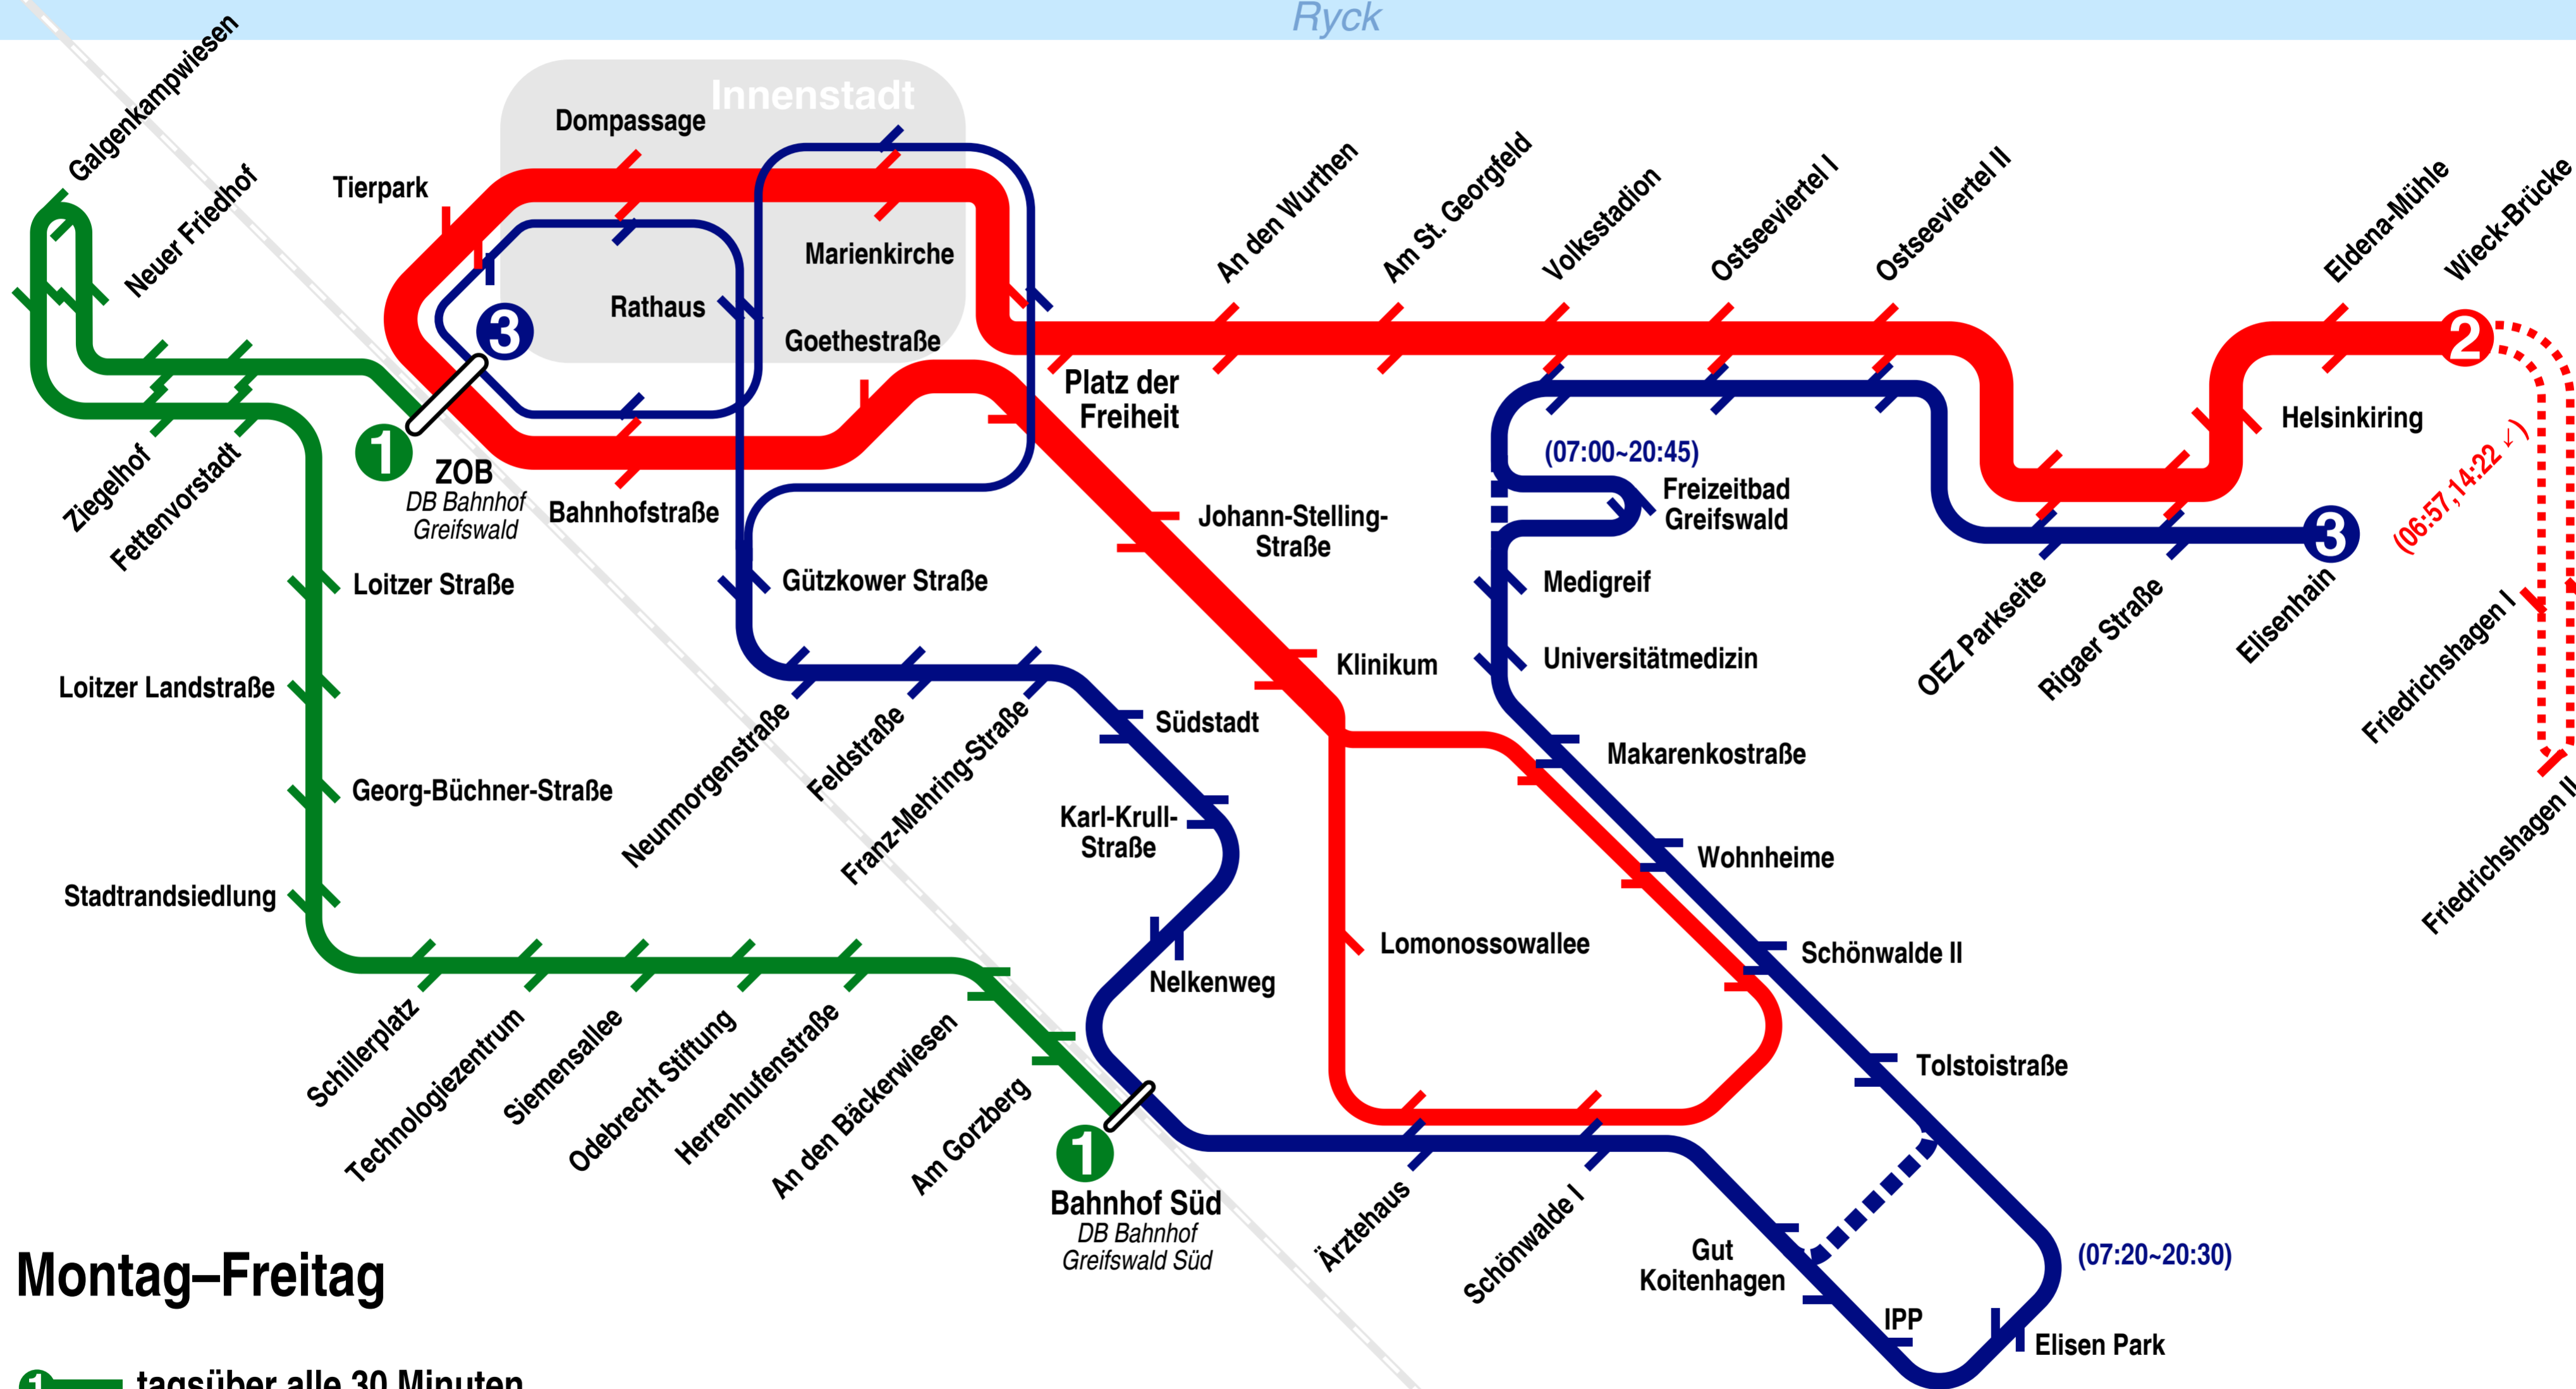 Ryck
Innenstadt
Galgenkampwiesen
Neuer Friedhof
Dompassage
Tierpark
Marienkirche
Rathaus
Goethestraße
3
Platz der
Freiheit
An den Wurthen
Am St. Georgfeld
Volksstadion
Ostseeviertel I
Ostseeviertel II
Eldena-Mühle
Wieck-Brücke
2
Helsinkiring
(06:57,14:22 ↙)
Ziegelhof
Fettenvorstadt
1
ZOB
DB Bahnhof
Greifswald
Bahnhofstraße
Johann-Stelling-
Straße
(07:00~20:45)
Freizeitbad
Greifswald
3
OEZ Parkseite
Rigaer Straße
Elisenhain
Friedrichshagen I
Friedrichshagen II
Loitzer Straße
Gützkower Straße
Medigreif
Universitätmedizin
Klinikum
Loitzer Landstraße
Neunmorgenstraße
Feldstraße
Franz-Mehring-Straße
Südstadt
Makarenkostraße
Georg-Büchner-Straße
Karl-Krull-
Straße
Wohnheime
Stadtrandsiedlung
Lomonossowallee
Schönwalde II
Nelkenweg
Schillerplatz
Technologiezentrum
Siemensallee
Odebrecht Stiftung
Herrenhufenstraße
An den Bäckerwiesen
Am Gorzberg
Tolstoistraße
1
Bahnhof Süd
DB Bahnhof
Greifswald Süd
Ärztehaus
Schönwalde I
Gut
Koitenhagen
(07:20~20:30)
IPP
Elisen Park
Montag–Freitag
1 tagsüber alle 30 Minuten